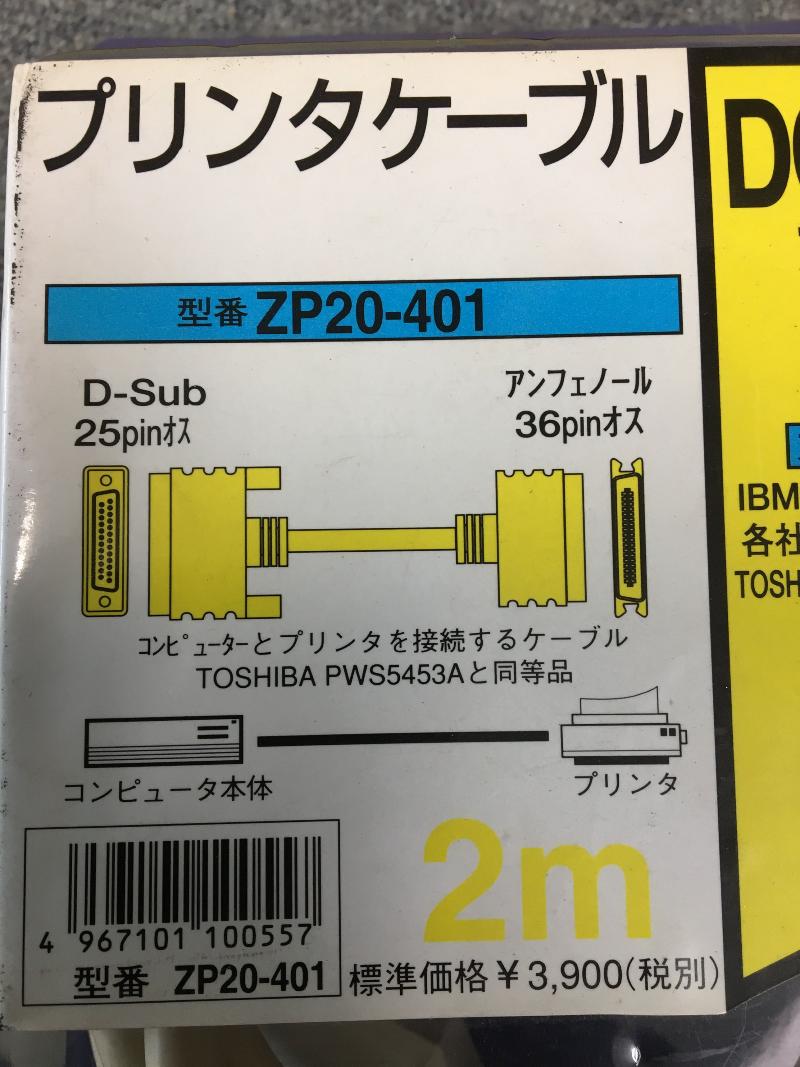 プリンタケーブル
型番 ZP20-401
D-Sub
25pinｵｽ
アンフェノール
36pinオス
ｺﾝﾋﾟｭｰﾀｰとプリンタを接続するケーブル
TOSHIBA PWS5453Aと同等品
コンピュータ本体
プリンタ
2m
4 967101 100557
型番 ZP20-401
標準価格￥3,900(税別)
IBM
各社
TOSH